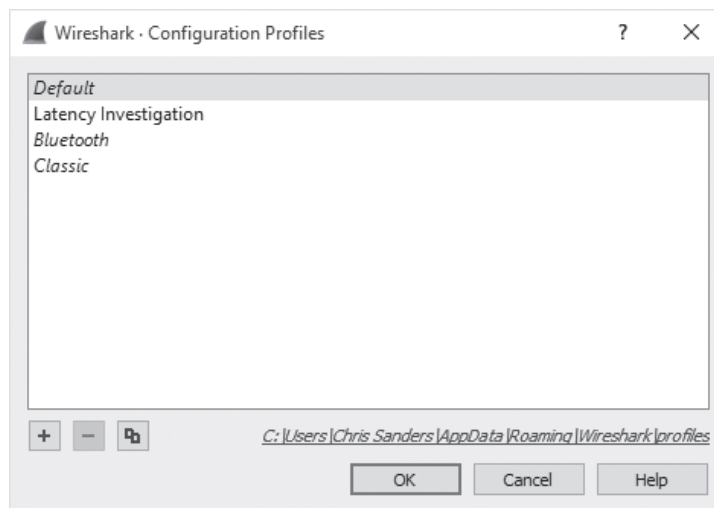 Wireshark · Configuration Profiles
Default
Latency Investigation
Bluetooth
Classic
C:\Users\Chris Sanders\AppData\Roaming\Wireshark\profiles
OK Cancel Help